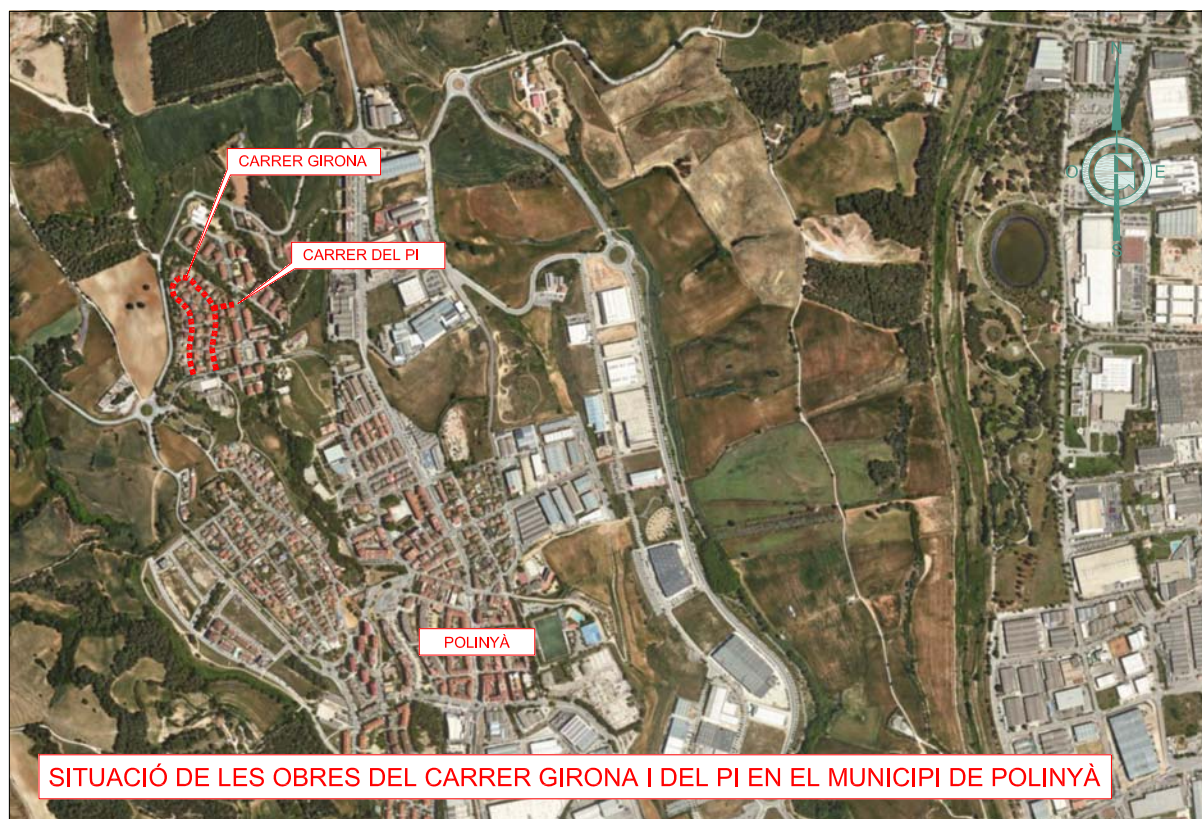 N
CARRER GIRONA
O
E
CARRER DEL PI
S
POLINYÀ
SITUACIÓ DE LES OBRES DEL CARRER GIRONA I DEL PI EN EL MUNICIPI DE POLINYÀ